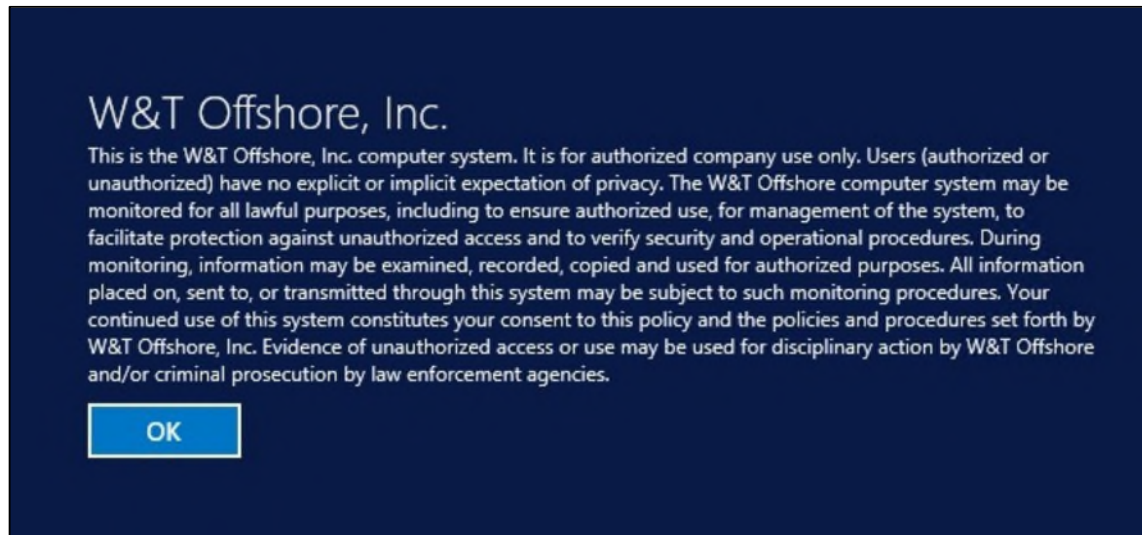 W&T Offshore, Inc.
This is the W&T Offshore, Inc. computer system. It is for authorized company use only. Users (authorized or
unauthorized) have no explicit or implicit expectation of privacy. The W&T Offshore computer system may be
monitored for all lawful purposes, including to ensure authorized use, for management of the system, to
facilitate protection against unauthorized access and to verify security and operational procedures. During
monitoring, information may be examined, recorded, copied and used for authorized purposes. All information
placed on, sent to, or transmitted through this system may be subject to such monitoring procedures. Your
continued use of this system constitutes your consent to this policy and the policies and procedures set forth by
W&T Offshore, Inc. Evidence of unauthorized access or use may be used for disciplinary action by W&T Offshore
and/or criminal prosecution by law enforcement agencies.
OK